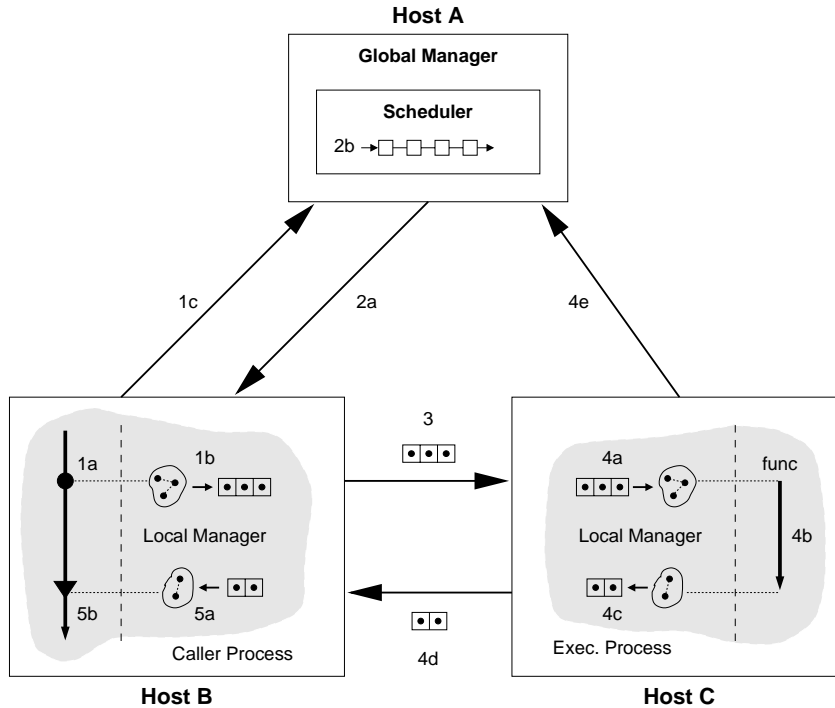 Host A
Global Manager
Scheduler
2b
1c
2a
4e
3
1a
1b
4a
func
Local Manager
Local Manager
4b
5b
5a
4c
Caller Process
4d
Exec. Process
Host B
Host C